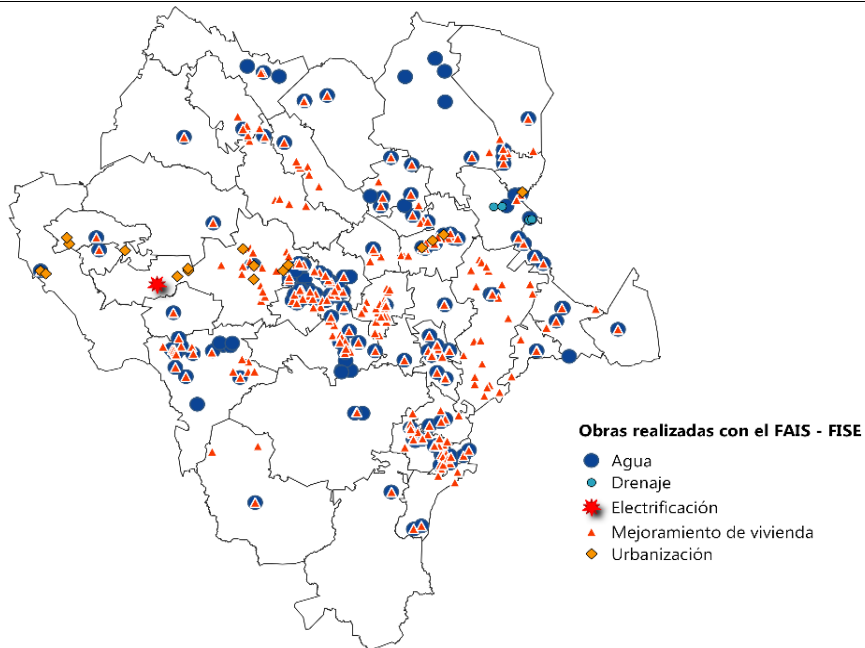 Obras realizadas con el FAIS - FISE
Agua
Drenaje
Electrificación
Mejoramiento de vivienda
Urbanización